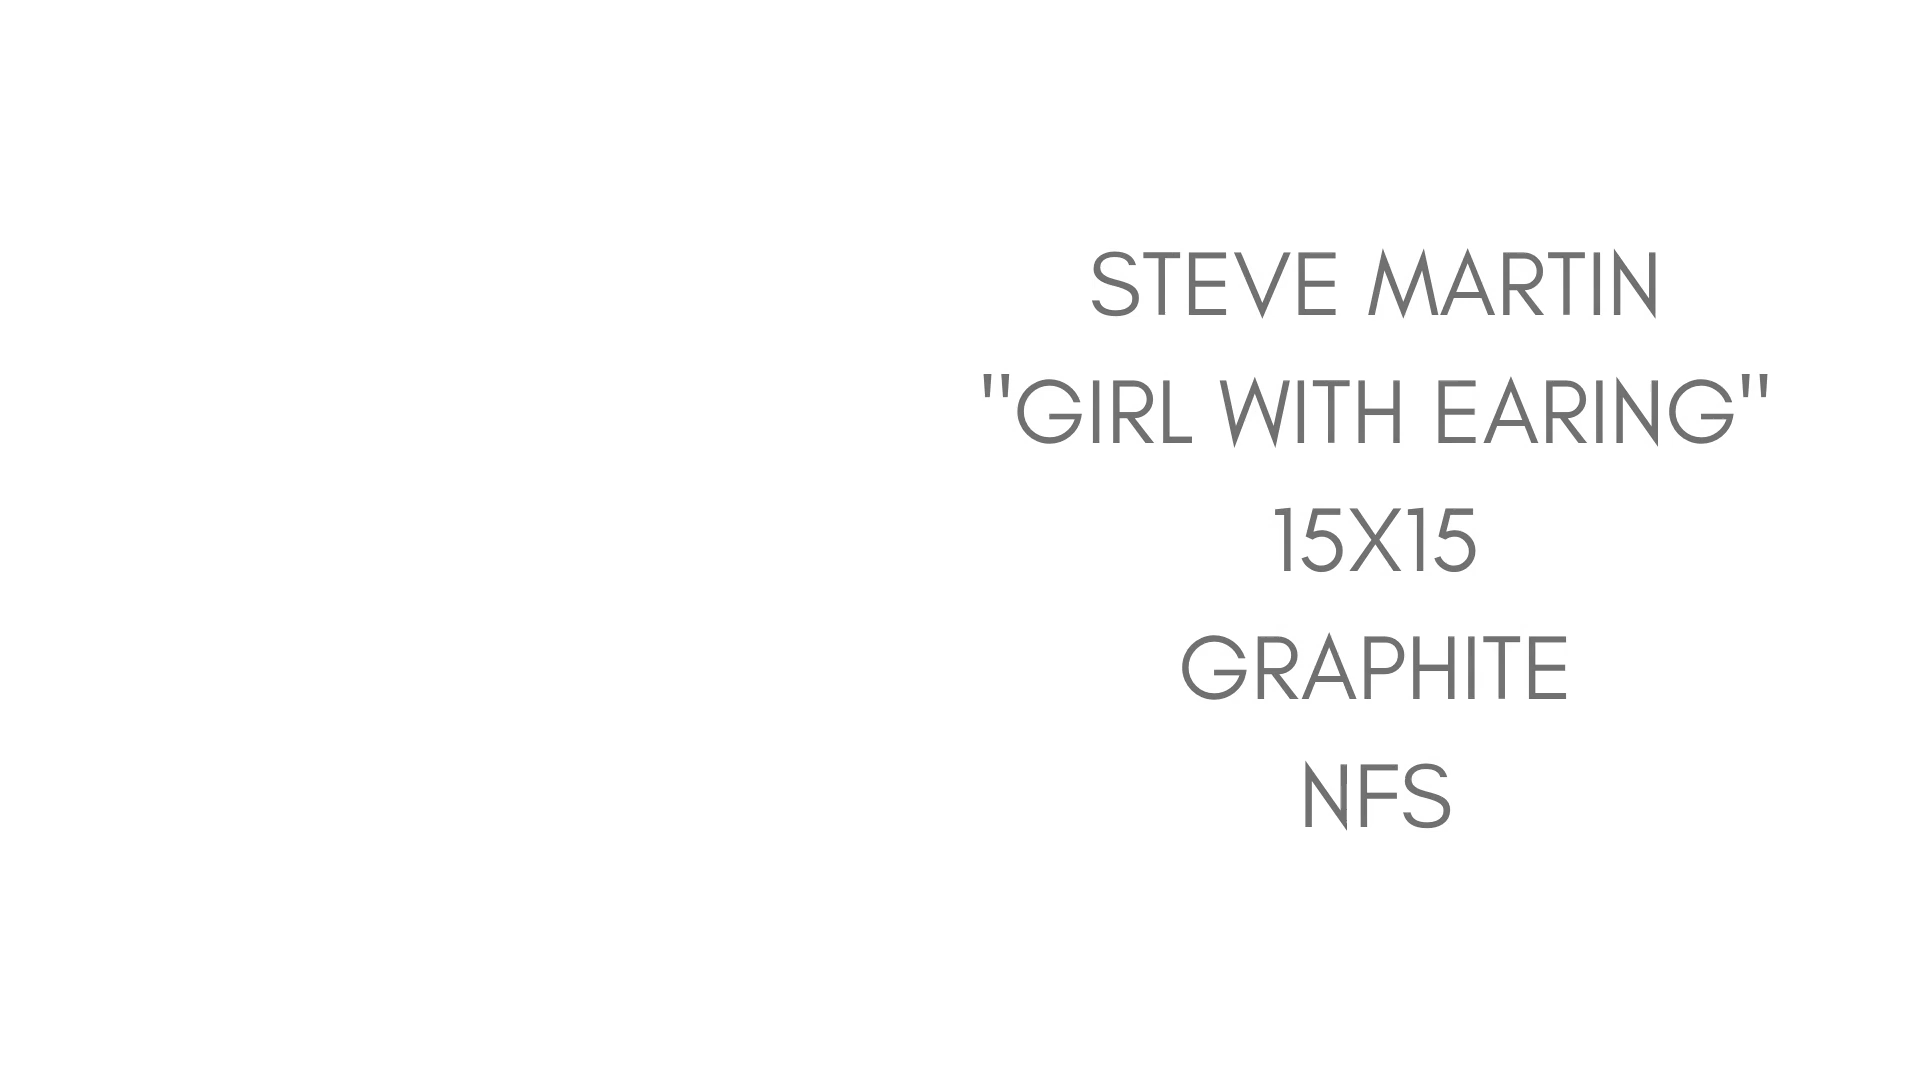 STEVE MARTIN
"GIRL WITH EARING"
15X15
GRAPHITE
NFS